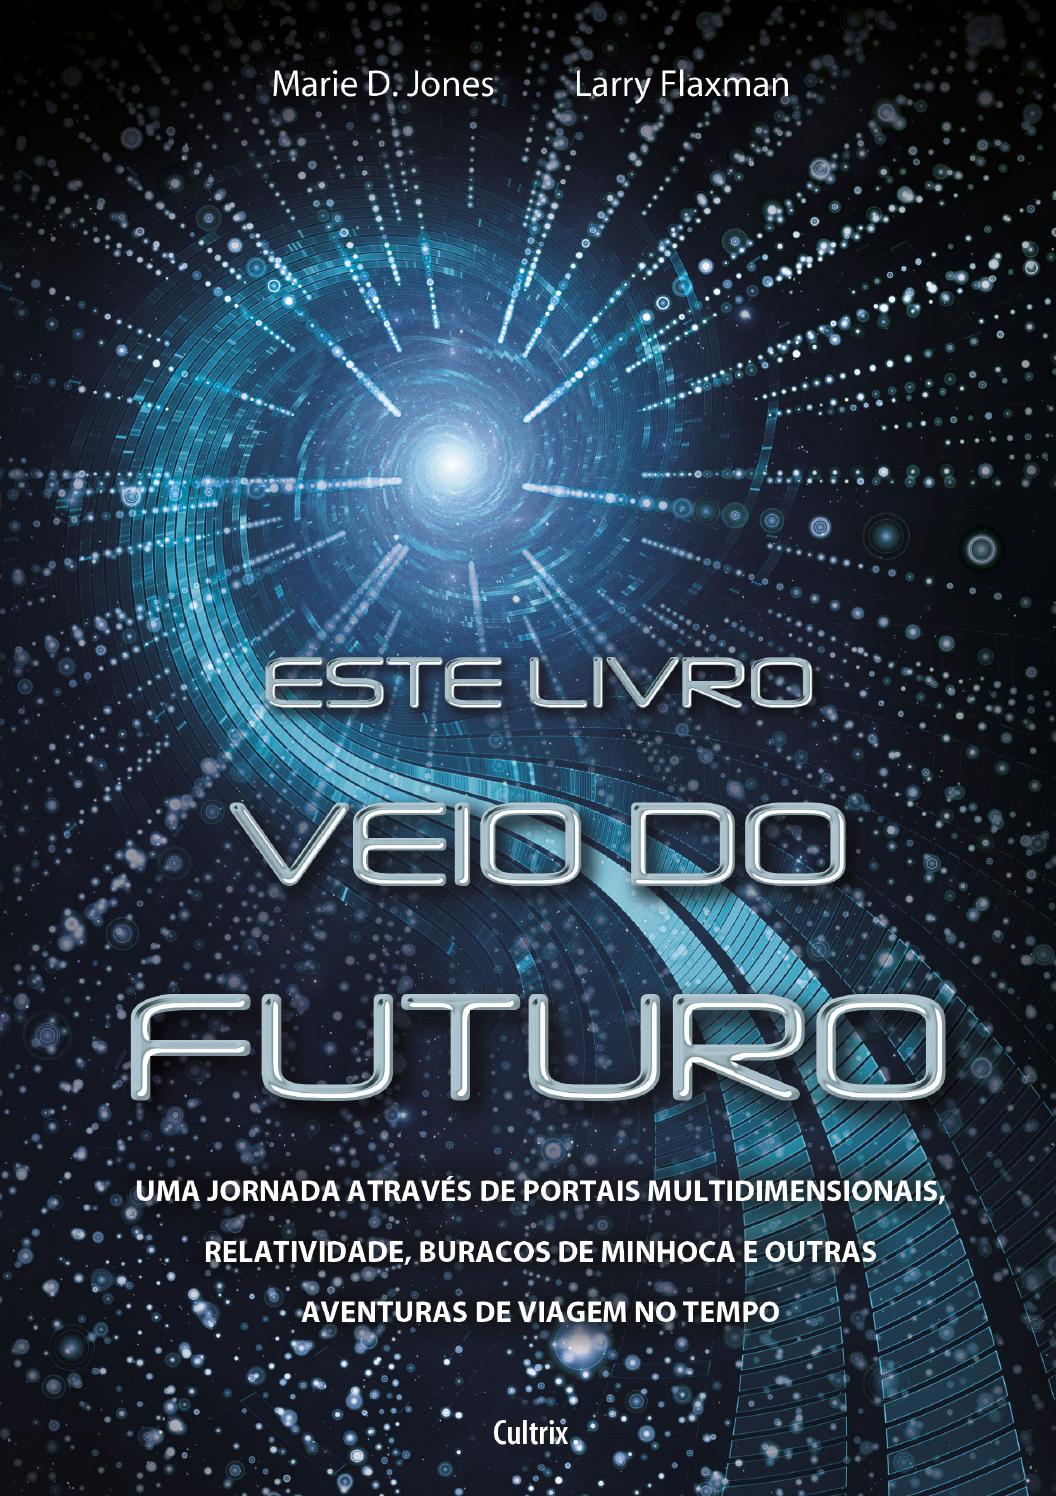 Marie D. Jones Larry Flaxman
ESTE LIVRO
VEIO DO
FUTURO
UMA JORNADA ATRAVÉS DE PORTAIS MULTIDIMENSIONAIS,
RELATIVIDADE, BURACOS DE MINHOCA E OUTRAS
AVENTURAS DE VIAGEM NO TEMPO
Cultrix